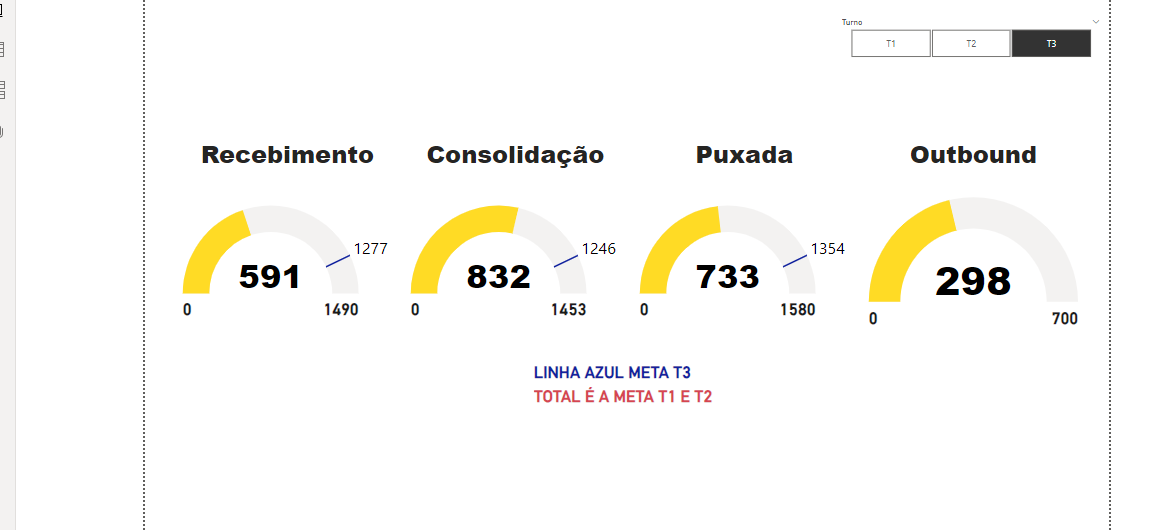 Turno
T1 T2 T3
Recebimento Consolidação Puxada Outbound
1277 1246 1354
591 832 733 298
0 1490 0 1453 0 1580 0 700
LINHA AZUL META T3
TOTAL É A META T1 E T2